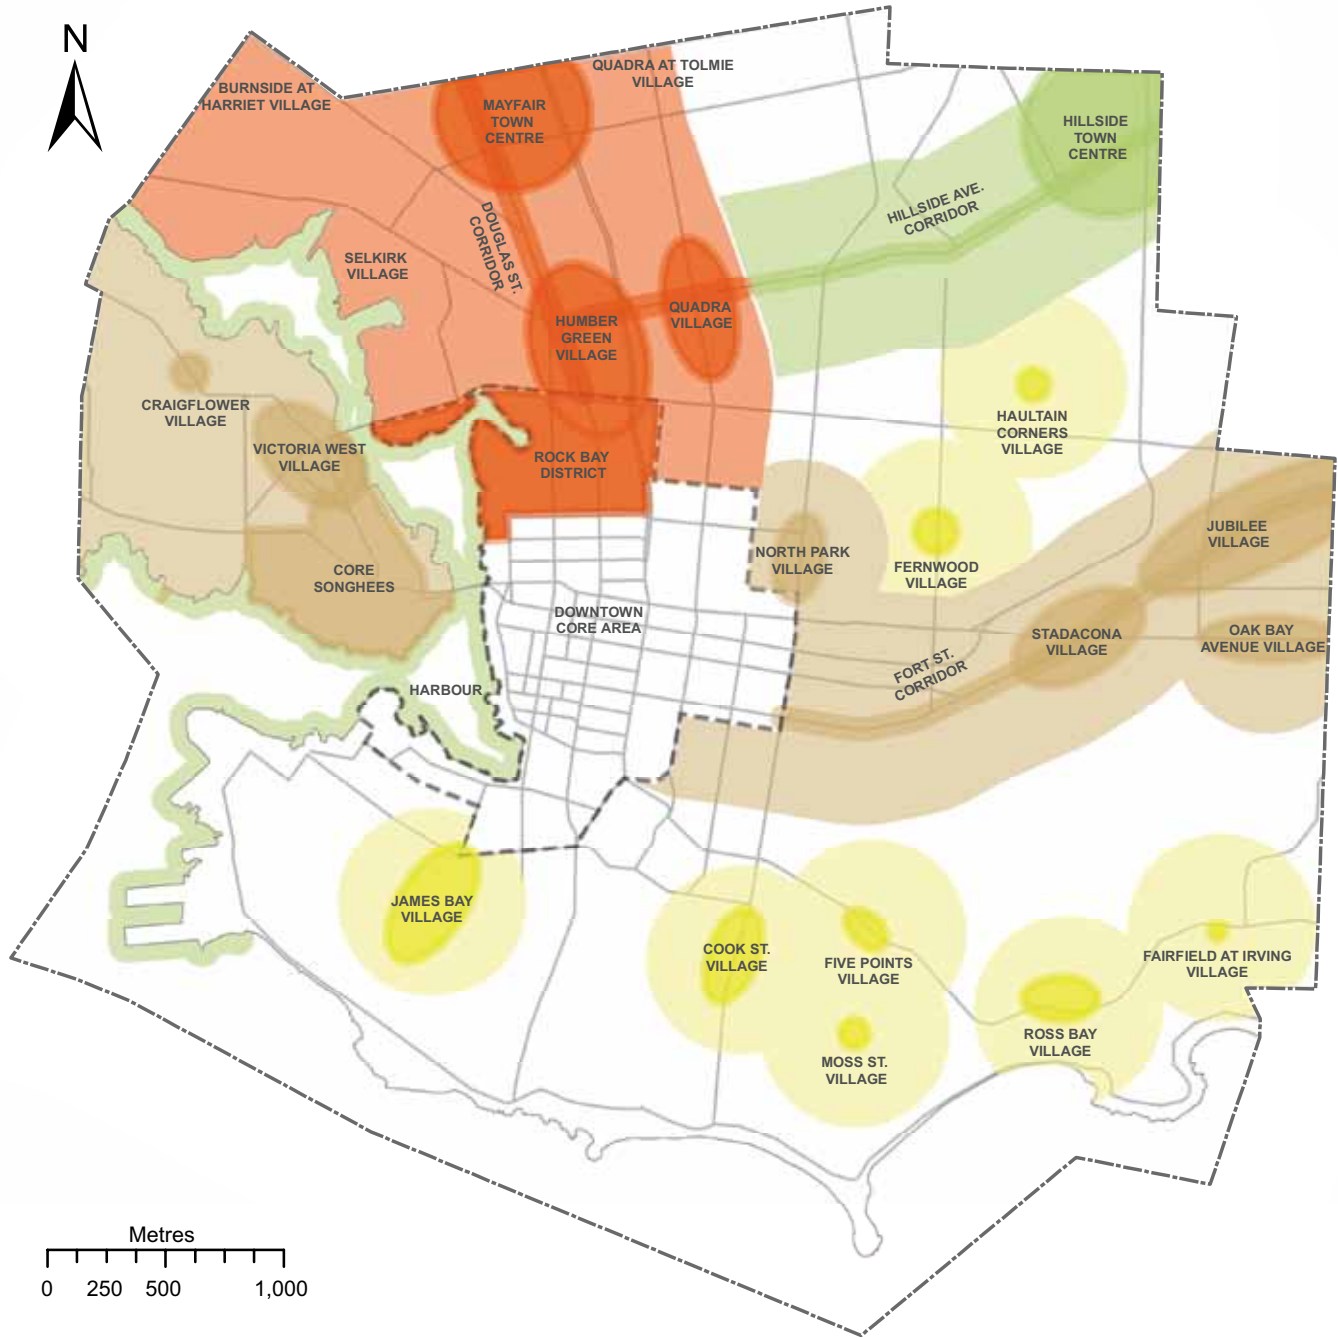 N
QUADRA AT TOLMIE
VILLAGE
BURNSIDE AT
HARRIET VILLAGE
MAYFAIR
TOWN
CENTRE
HILLSIDE
TOWN
CENTRE
HILLSIDE AVE.
CORRIDOR
DOUGLAS ST.
CORRIDOR
SELKIRK
VILLAGE
HUMBER
GREEN
VILLAGE
QUADRA
VILLAGE
CRAIGFLOWER
VILLAGE
HAULTAIN
CORNERS
VILLAGE
VICTORIA WEST
VILLAGE
ROCK BAY
DISTRICT
JUBILEE
VILLAGE
NORTH PARK
VILLAGE
FERNWOOD
VILLAGE
CORE
SONGHEES
DOWNTOWN
CORE AREA
STADACONA
VILLAGE
OAK BAY
AVENUE VILLAGE
FORT ST.
CORRIDOR
HARBOUR
JAMES BAY
VILLAGE
COOK ST.
VILLAGE
FIVE POINTS
VILLAGE
FAIRFIELD AT IRVING
VILLAGE
ROSS BAY
VILLAGE
MOSS ST.
VILLAGE
Metres
0 250 500 1,000